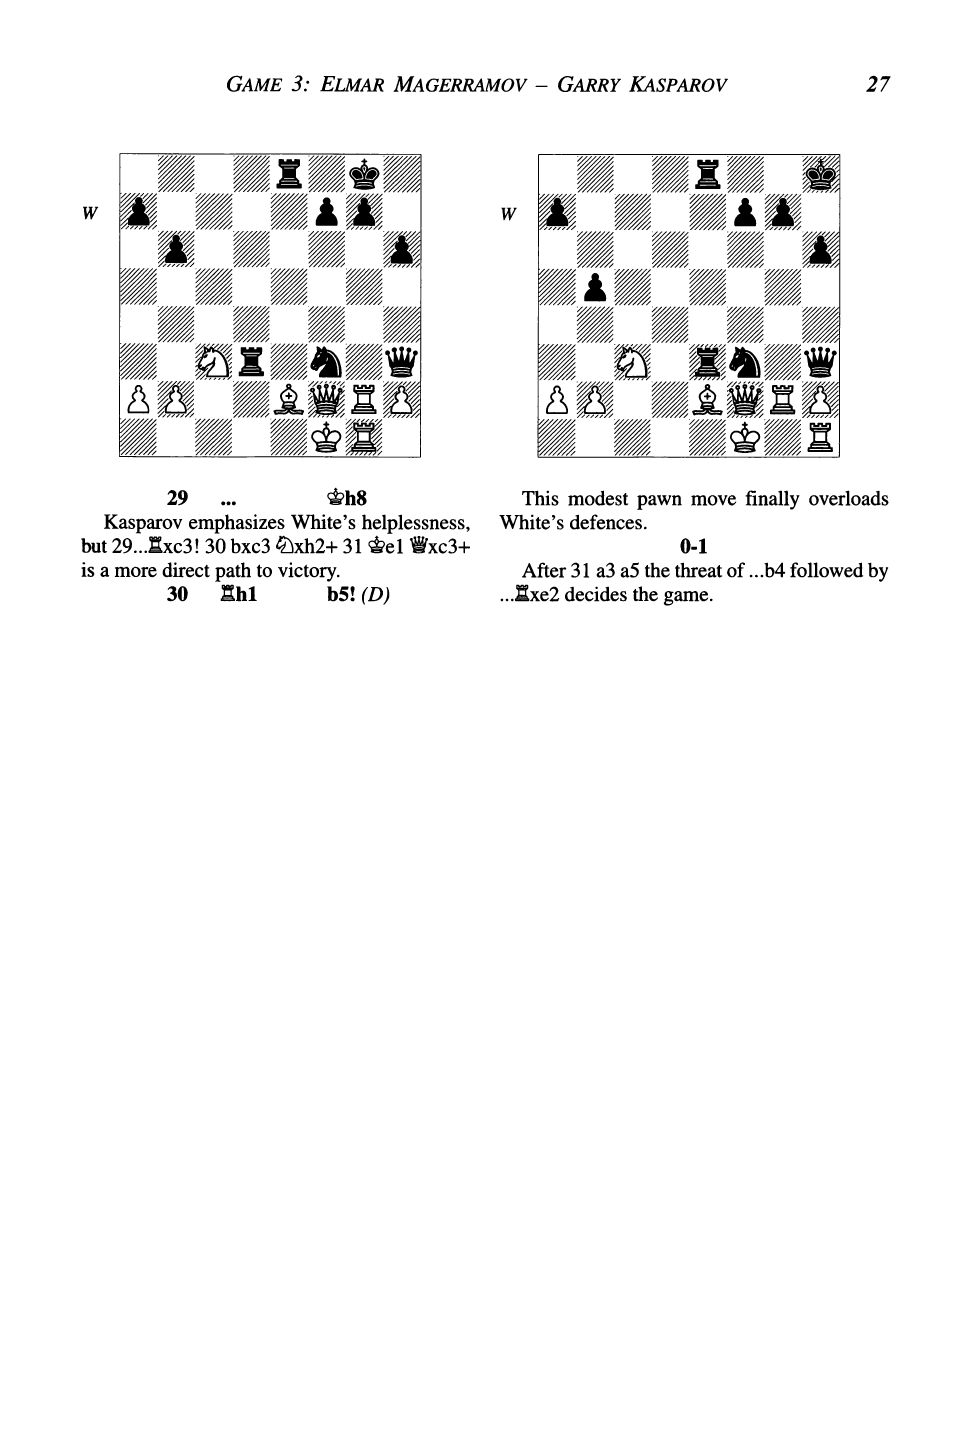 GAME 3: ELMAR MAGERRAMOV – GARRY KASPAROV 27
W
29 ... ♔h8
Kasparov emphasizes White's helplessness,
but 29...♖xc3! 30 bxc3 ♘xh2+ 31 ♔e1 ♕xc3+
is a more direct path to victory.
30 ♖h1 b5! (D)
W
This modest pawn move finally overloads
White's defences.
0-1
After 31 a3 a5 the threat of ...b4 followed by
...♖xe2 decides the game.